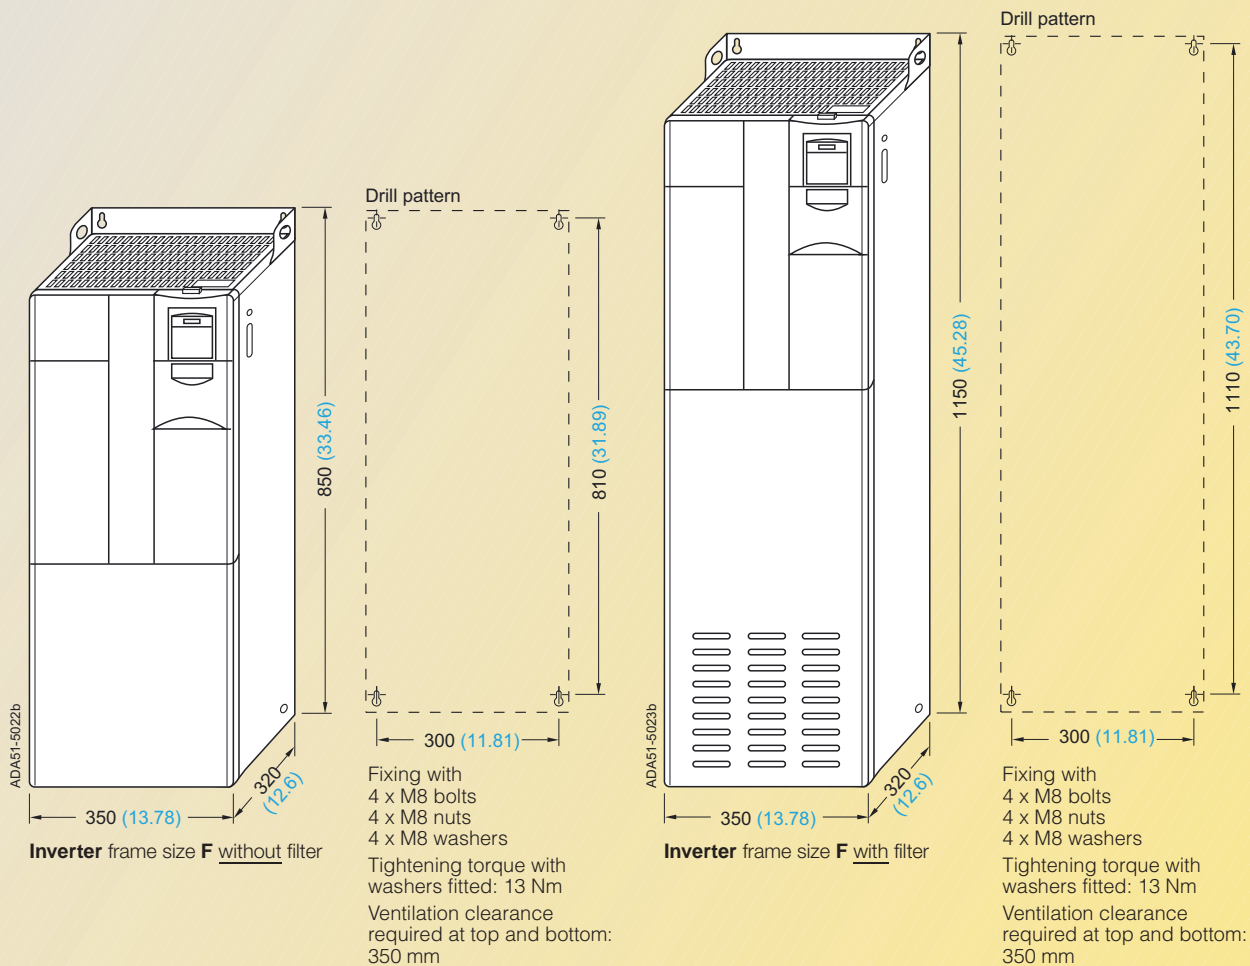 Drill pattern
850 (33.46)
810 (31.89)
300 (11.81)
320
(12.6)
350 (13.78)
ADA51-5022b
Inverter frame size F without filter
Fixing with
4 x M8 bolts
4 x M8 nuts
4 x M8 washers
Tightening torque with
washers fitted: 13 Nm
Ventilation clearance
required at top and bottom:
350 mm
Drill pattern
1150 (45.28)
1110 (43.70)
300 (11.81)
320
(12.6)
350 (13.78)
ADA51-5023b
Inverter frame size F with filter
Fixing with
4 x M8 bolts
4 x M8 nuts
4 x M8 washers
Tightening torque with
washers fitted: 13 Nm
Ventilation clearance
required at top and bottom:
350 mm